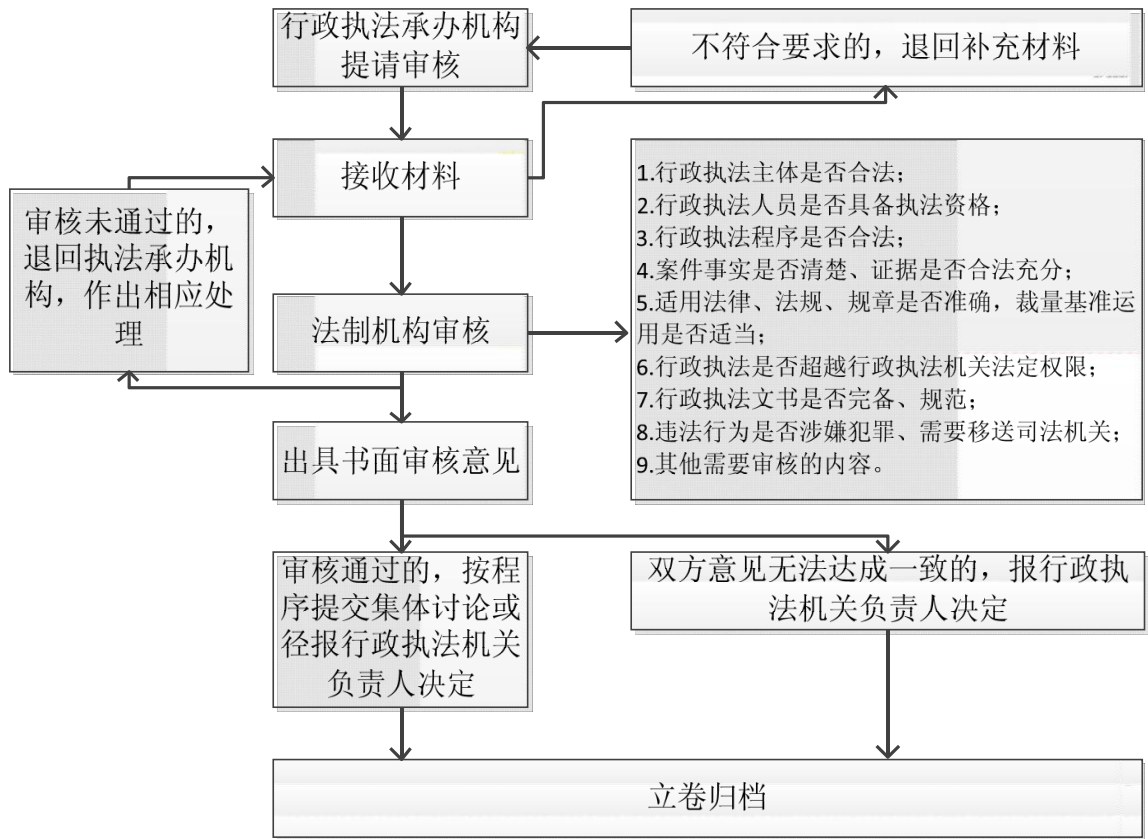 行政执法承办机构
提请审核
不符合要求的，退回补充材料
接收材料
审核未通过的，
退回执法承办机
构，作出相应处
理
法制机构审核
1.行政执法主体是否合法；
2.行政执法人员是否具备执法资格；
3.行政执法程序是否合法；
4.案件事实是否清楚、证据是否合法充分；
5.适用法律、法规、规章是否准确，裁量基准运
用是否适当；
6.行政执法是否超越行政执法机关法定权限；
7.行政执法文书是否完备、规范；
8.违法行为是否涉嫌犯罪、需要移送司法机关；
9.其他需要审核的内容。
出具书面审核意见
审核通过的，按程
序提交集体讨论或
径报行政执法机关
负责人决定
双方意见无法达成一致的，报行政执
法机关负责人决定
立卷归档